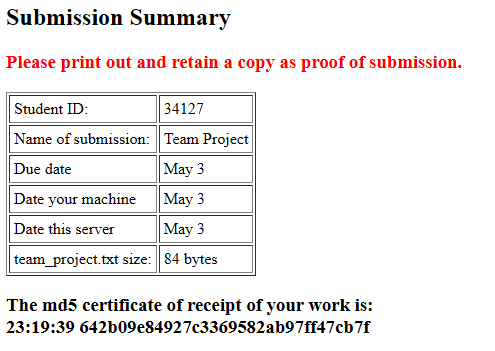 Submission Summary
Please print out and retain a copy as proof of submission.
Student ID: 34127
Name of submission: Team Project
Due date May 3
Date your machine May 3
Date this server May 3
team_project.txt size: 84 bytes
The md5 certificate of receipt of your work is:
23:19:39 642b09e84927c3369582ab97ff47cb7f